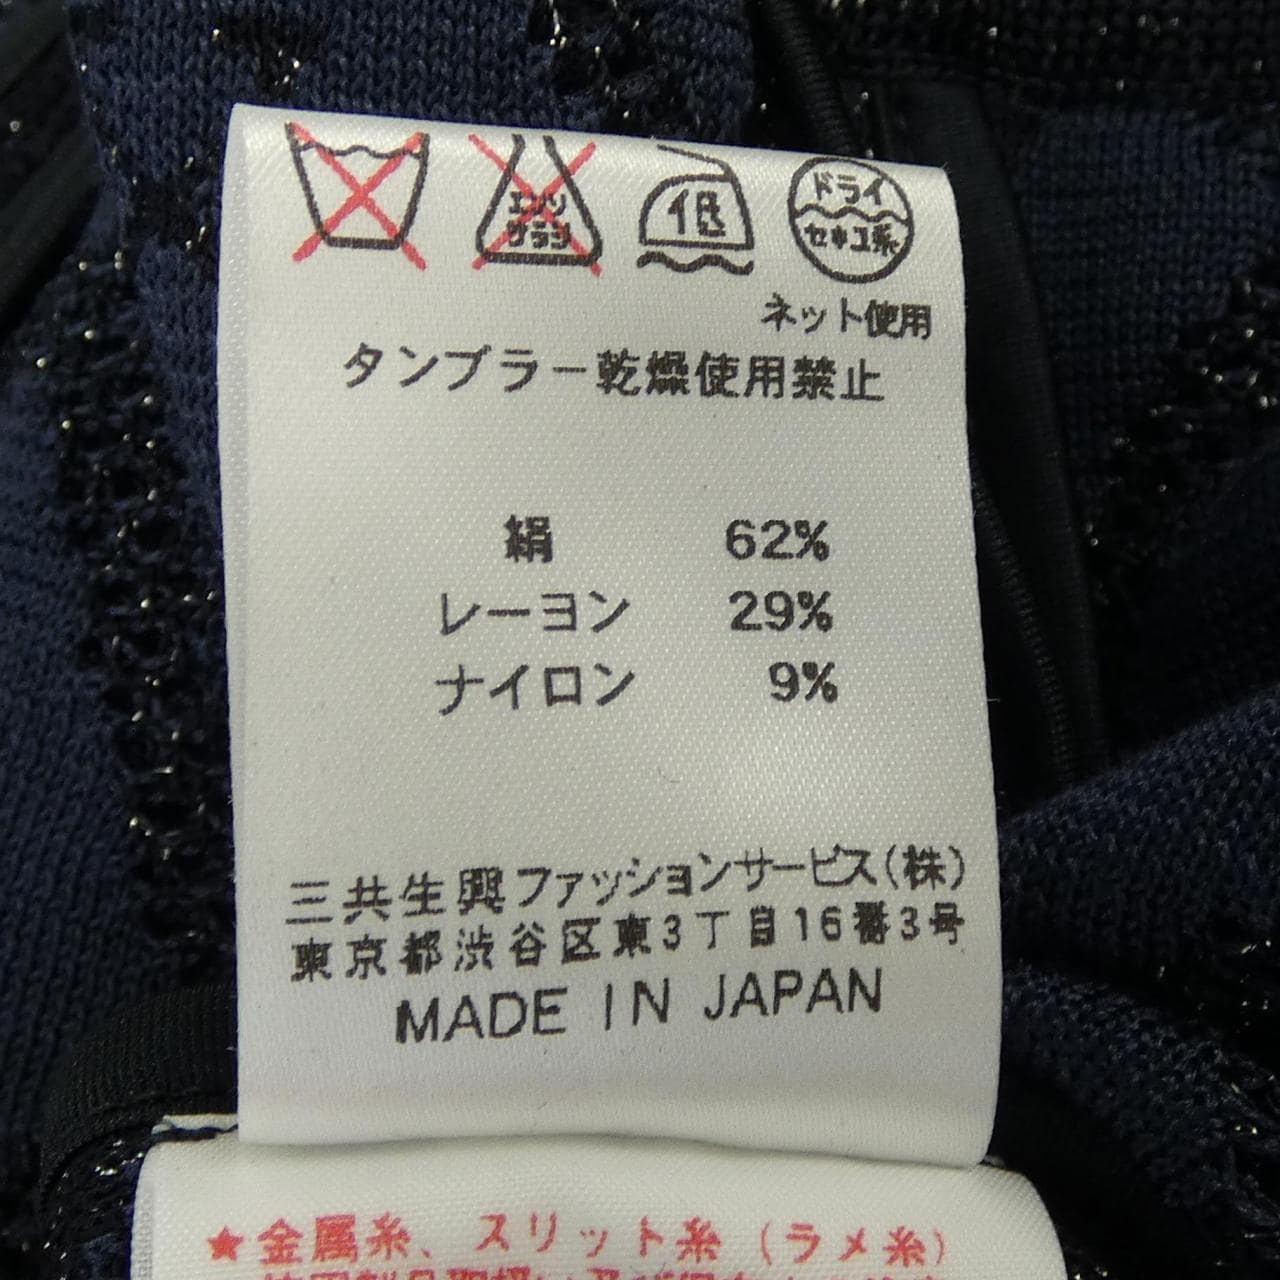 エンソ
サラシ
低
ドライ
セキユ系
ネット使用
タンブラー乾燥使用禁止
絹 62%
レーヨン 29%
ナイロン 9%
三共生興ファッションサービス(株)
東京都渋谷区東3丁目16番3号
MADE IN JAPAN
★金属糸、スリット糸(ラメ糸)